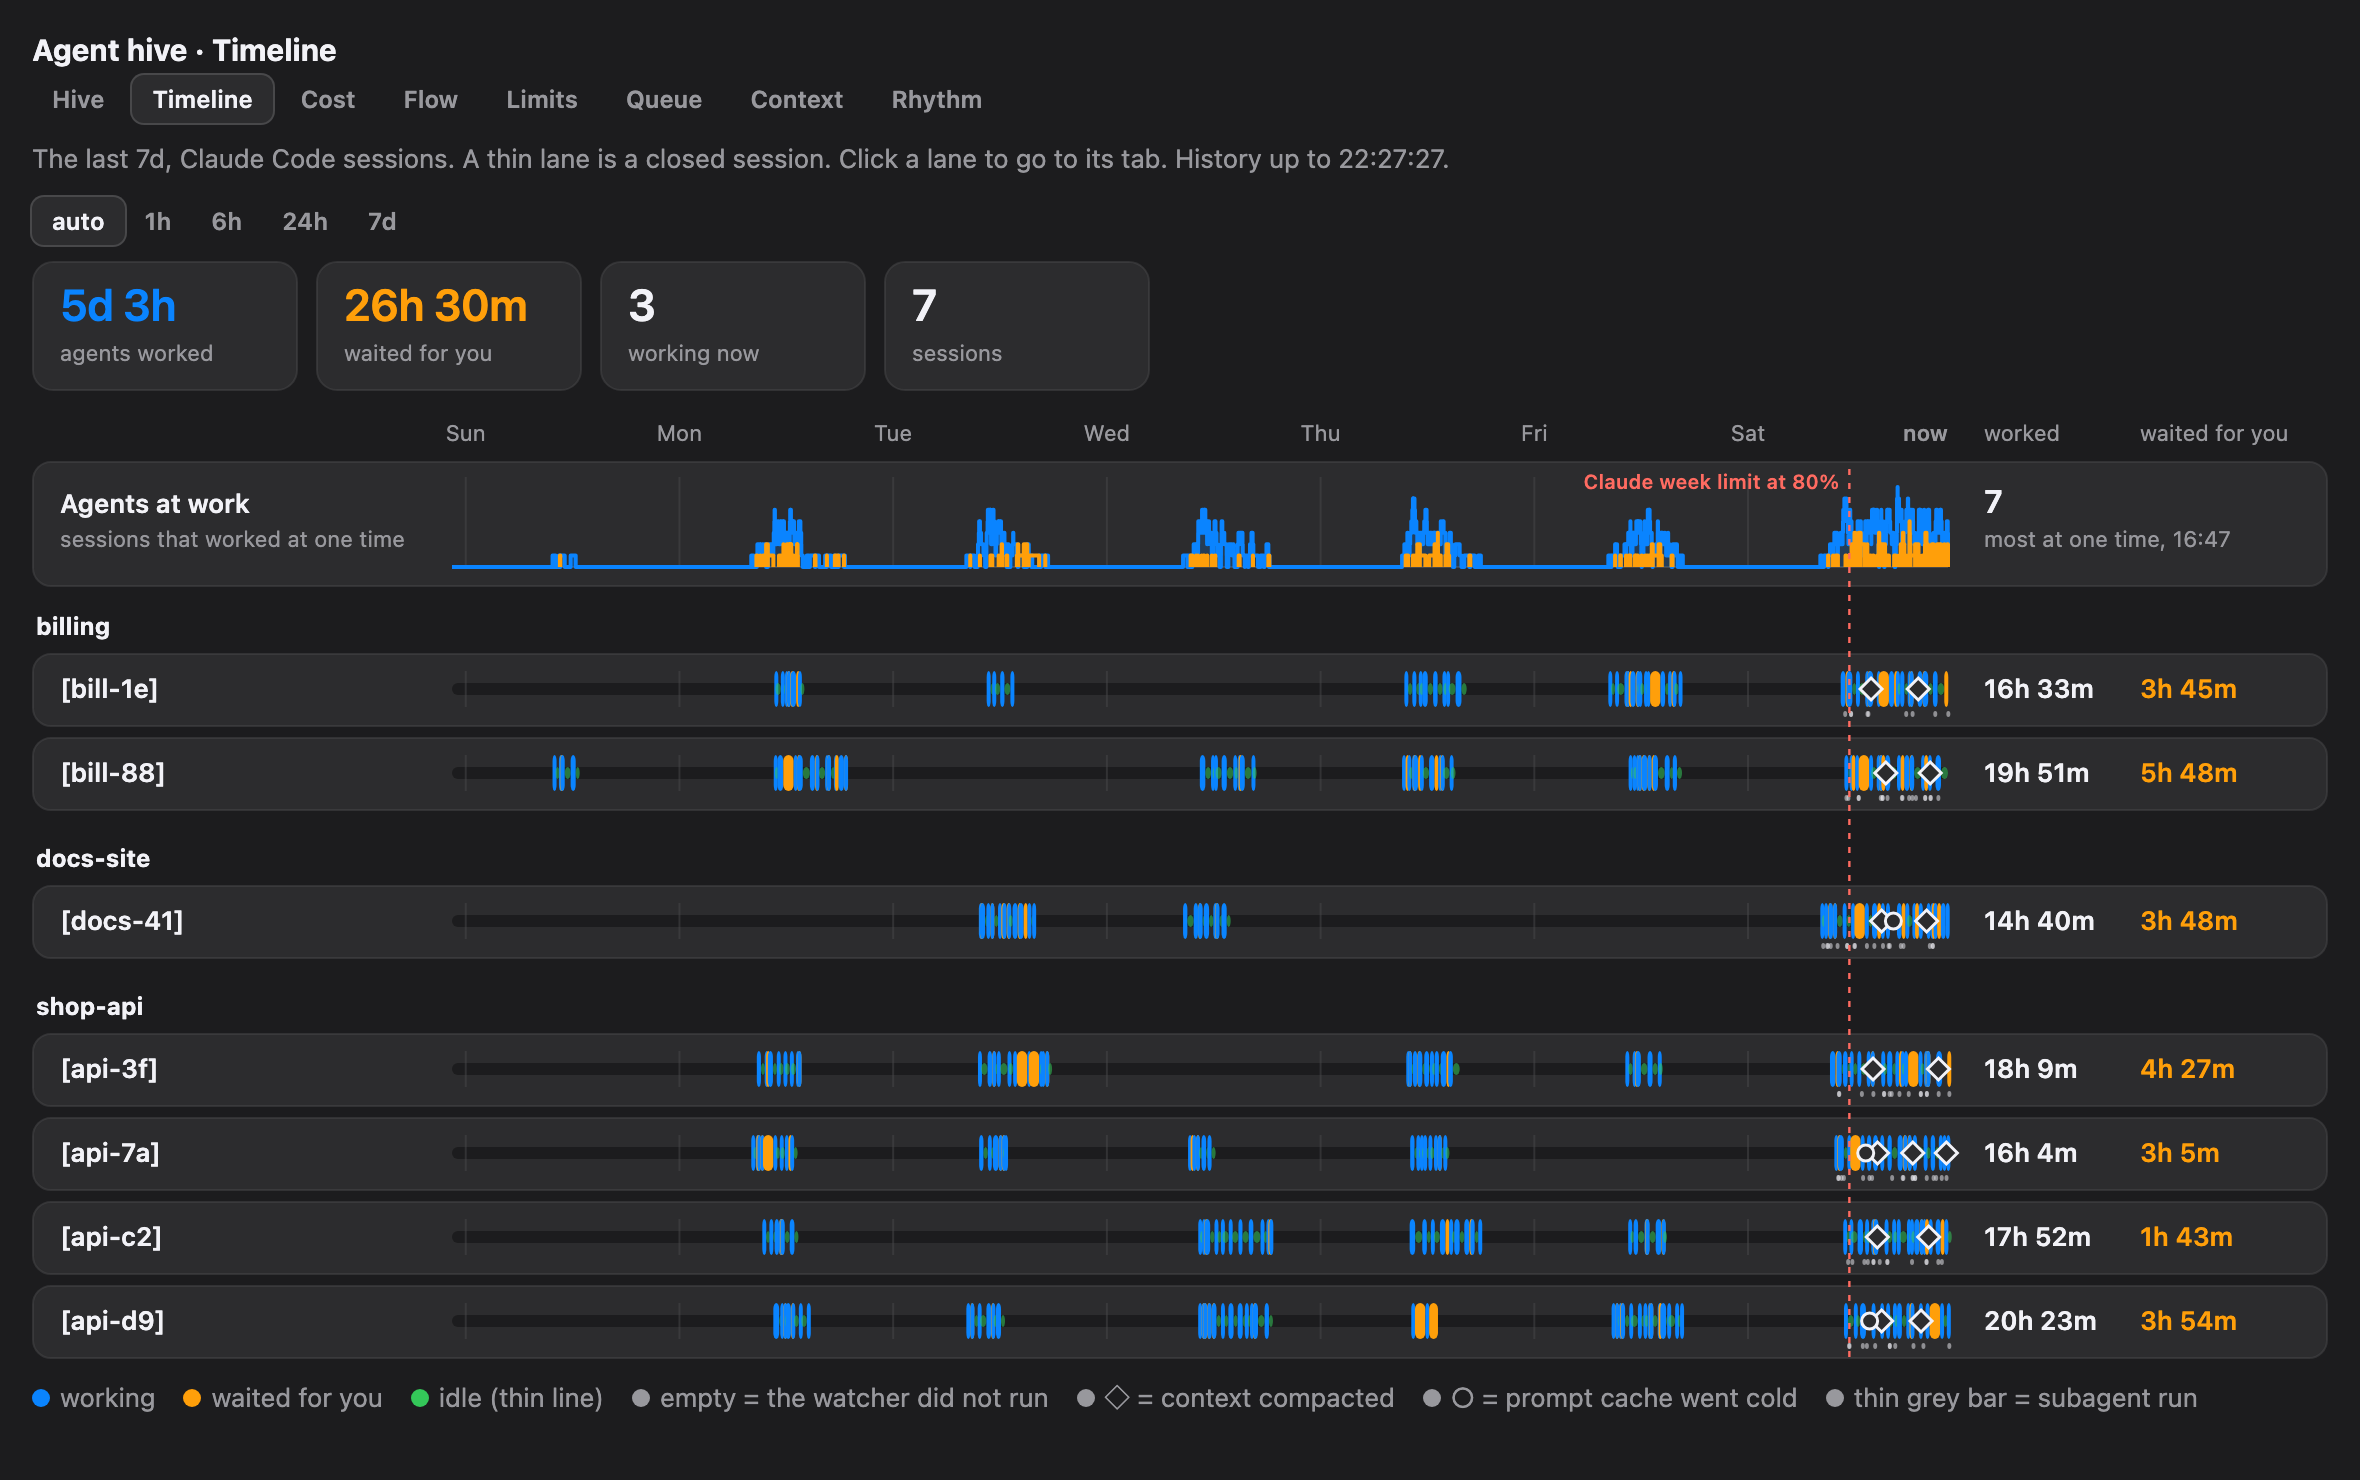 Agent hive · Timeline
Hive Timeline Cost Flow Limits Queue Context Rhythm
The last 7d, Claude Code sessions. A thin lane is a closed session. Click a lane to go to its tab. History up to 22:27:27.
auto 1h 6h 24h 7d
5d 3h
agents worked
26h 30m
waited for you
3
working now
7
sessions
Sun Mon Tue Wed Thu Fri Sat now worked waited for you
Claude week limit at 80%
Agents at work
sessions that worked at one time
7
most at one time, 16:47
billing
[bill-1e] 16h 33m 3h 45m
[bill-88] 19h 51m 5h 48m
docs-site
[docs-41] 14h 40m 3h 48m
shop-api
[api-3f] 18h 9m 4h 27m
[api-7a] 16h 4m 3h 5m
[api-c2] 17h 52m 1h 43m
[api-d9] 20h 23m 3h 54m
working waited for you idle (thin line) empty = the watcher did not run ◇ = context compacted ○ = prompt cache went cold thin grey bar = subagent run